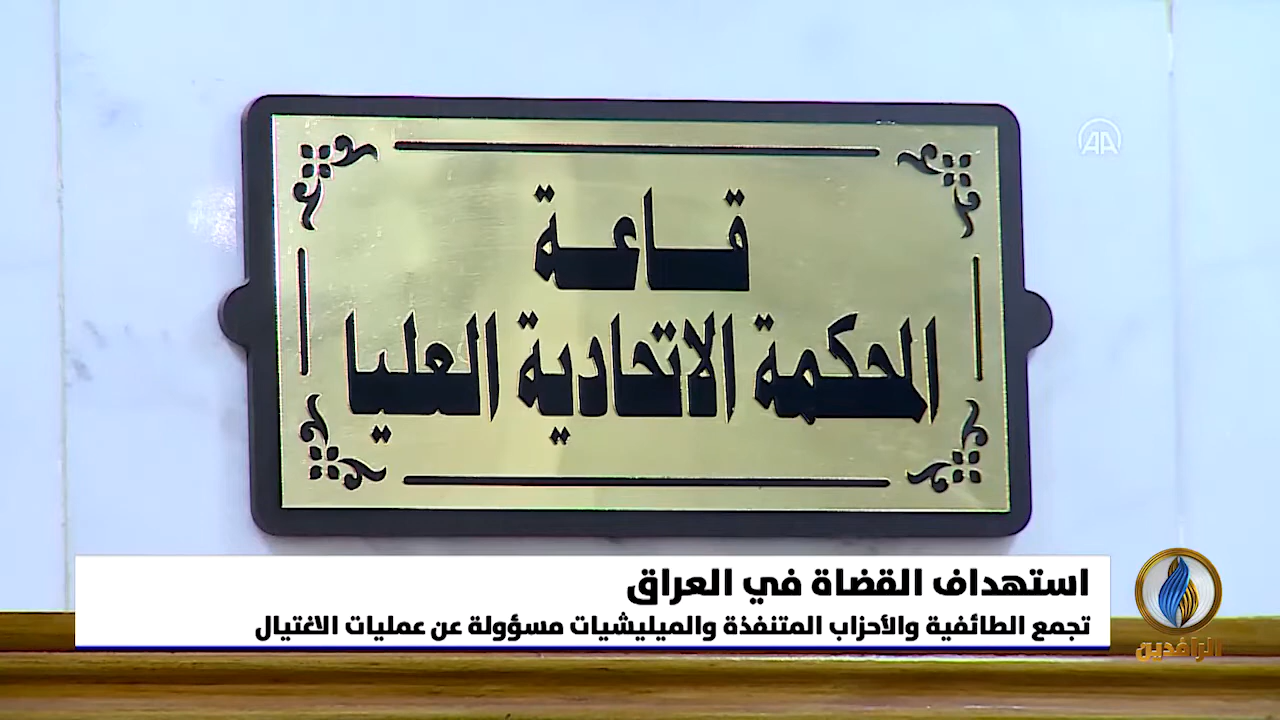 AA
قاعة
المحكمة الاتحادية العليا
استهداف القضاة في العراق
تجمع الطائفية والأحزاب المتنفذة والميليشيات مسؤولة عن عمليات الاغتيال
الرافدين